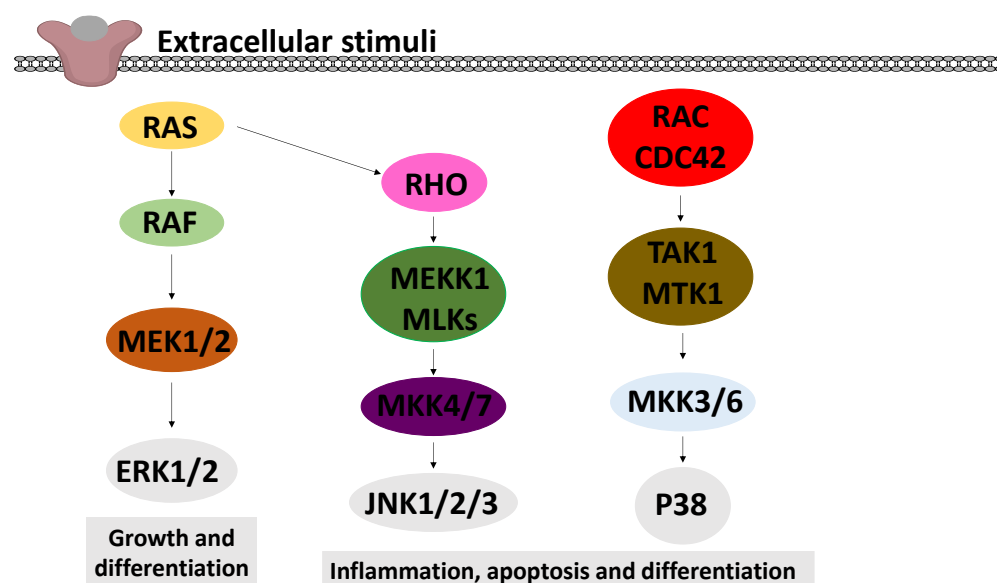 Extracellular stimuli
RAS
RAF
MEK1/2
ERK1/2
Growth and
differentiation
RHO
MEKK1
MLKs
MKK4/7
JNK1/2/3
RAC
CDC42
TAK1
MTK1
MKK3/6
P38
Inflammation, apoptosis and differentiation